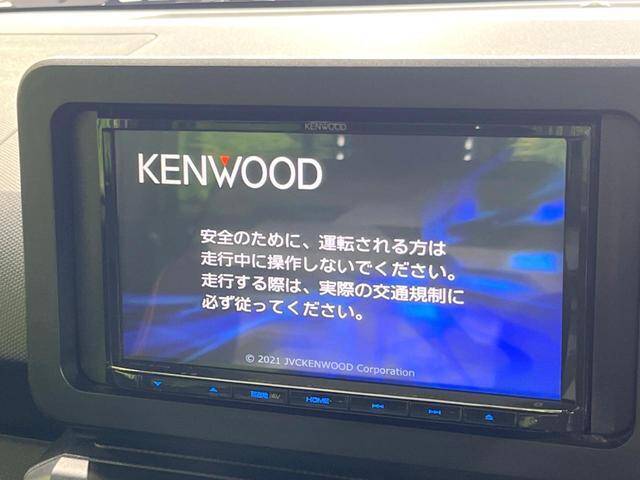 KENWOOD
KENWOOD
安全のために、運転される方は
走行中に操作しないでください。
走行する際は、実際の交通規制に
必ず従ってください。
© 2021 JVCKENWOOD Corporation
HOME